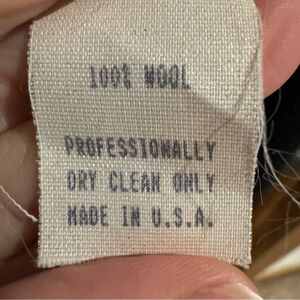 100% WOOL
PROFESSIONALLY
DRY CLEAN ONLY
MADE IN U.S.A.